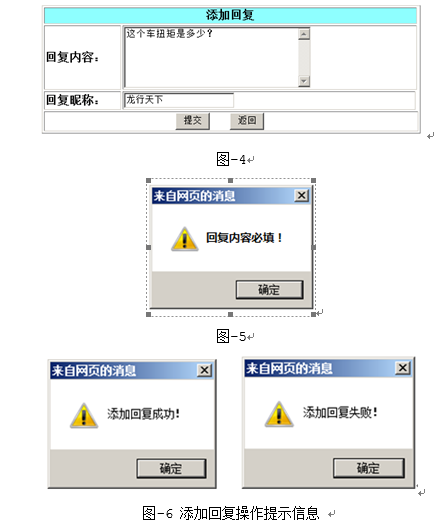 添加回复
回复内容：
这个车扭矩是多少？
回复昵称：
龙行天下
提交 返回
图-4
来自网页的消息
回复内容必填！
确定
图-5
来自网页的消息
添加回复成功！
确定
来自网页的消息
添加回复失败！
确定
图-6 添加回复操作提示信息